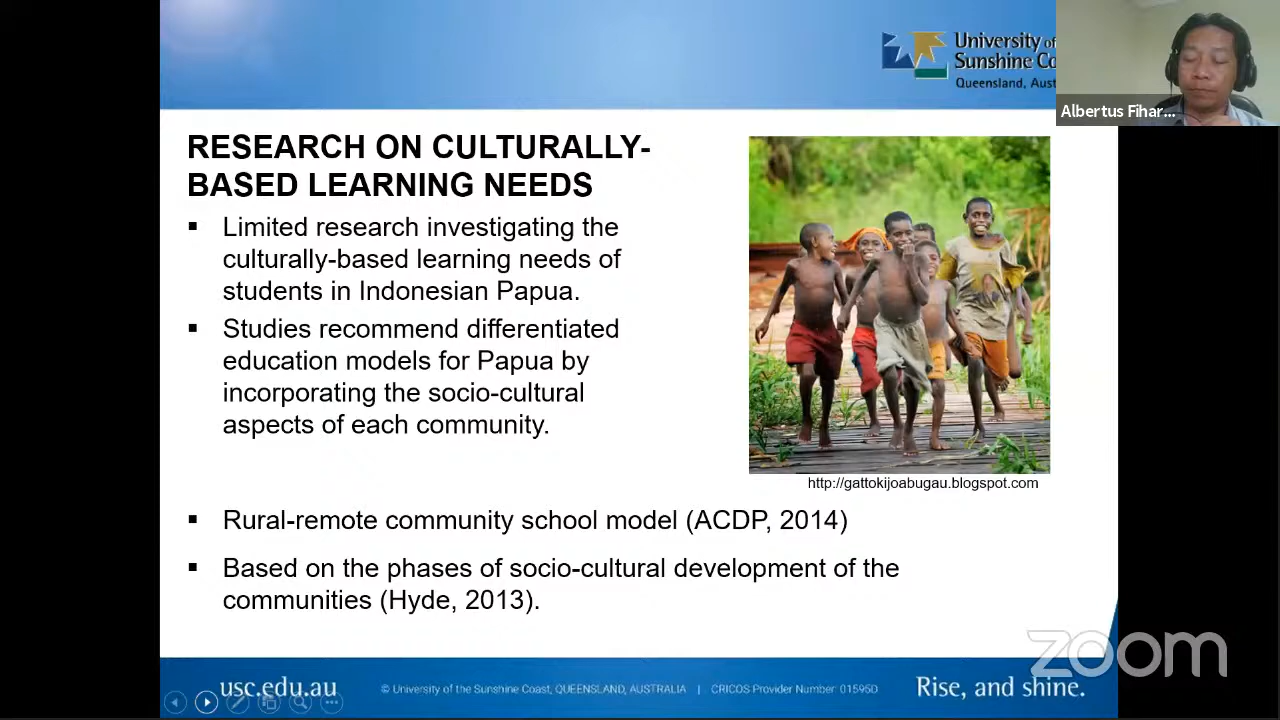 University of
Sunshine Co
Queensland, Aust
Albertus Fihar...
RESEARCH ON CULTURALLY-
BASED LEARNING NEEDS
▪ Limited research investigating the
culturally-based learning needs of
students in Indonesian Papua.
▪ Studies recommend differentiated
education models for Papua by
incorporating the socio-cultural
aspects of each community.
http://gattokijoabugau.blogspot.com
▪ Rural-remote community school model (ACDP, 2014)
▪ Based on the phases of socio-cultural development of the
communities (Hyde, 2013).
zoom
usc.edu.au
© University of the Sunshine Coast, QUEENSLAND, AUSTRALIA | CRICOS Provider Number: 01595D
Rise, and shine.